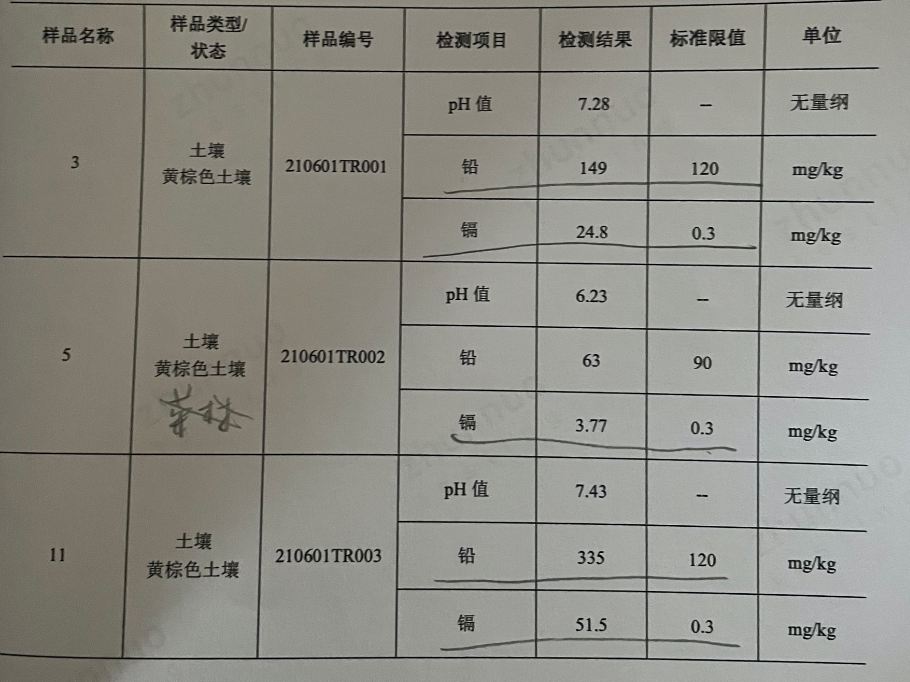 样品名称 样品类型/状态 样品编号 检测项目 检测结果 标准限值 单位
3 土壤 黄棕色土壤 210601TR001 pH 值 7.28 -- 无量纲
铅 149 120 mg/kg
镉 24.8 0.3 mg/kg
5 土壤 黄棕色土壤 210601TR002 pH 值 6.23 -- 无量纲
铅 63 90 mg/kg
镉 3.77 0.3 mg/kg
11 土壤 黄棕色土壤 210601TR003 pH 值 7.43 -- 无量纲
铅 335 120 mg/kg
镉 51.5 0.3 mg/kg